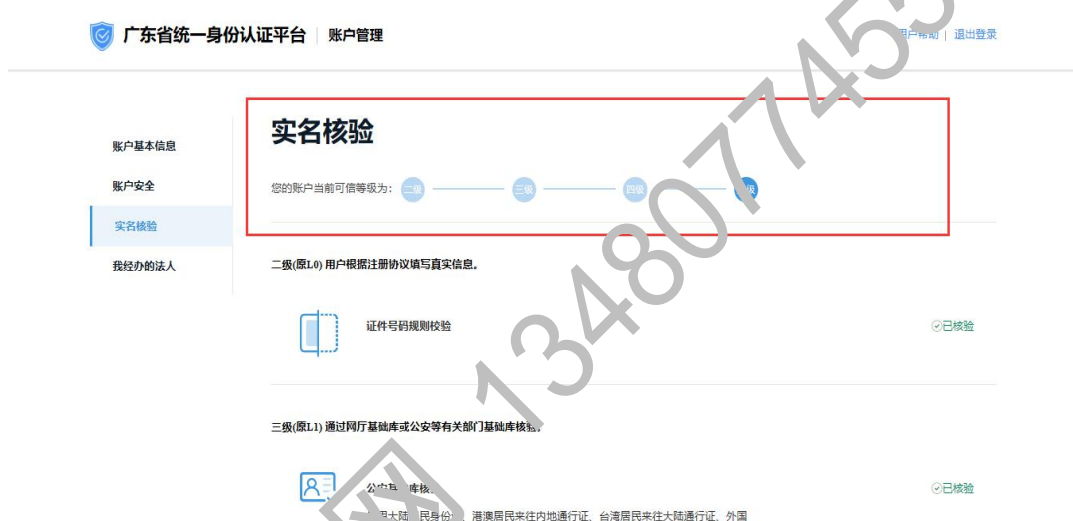 广东省统一身份认证平台 账户管理
用户帮助 | 退出登录
账户基本信息
账户安全
实名核验
我经办的法人
实名核验
您的账户当前可信等级为: 二级 三级 四级 级
二级(原L0) 用户根据注册协议填写真实信息。
证件号码规则校验
已核验
三级(原L1) 通过网厅基础库或公安等有关部门基础库核验。
已核验
港澳居民来往内地通行证、台湾居民来往大陆通行证、外国
网 1348077455